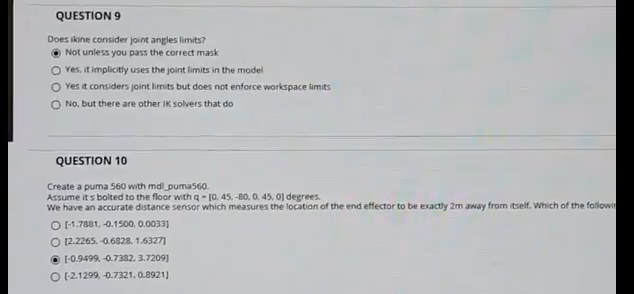 QUESTION 9
Does ikine consider joint angles limits?
Not unless you pass the correct mask
Yes, it implicitly uses the joint limits in the model
Yes it considers joint limits but does not enforce workspace limits
No, but there are other IK solvers that do
QUESTION 10
Create a puma 560 with mdl_puma560.
Assume it s bolted to the floor with q = [0, 45, -80, 0, 45, 0] degrees.
We have an accurate distance sensor which measures the location of the end effector to be exactly 2m away from itself. Which of the
[-1.7881, -0.1500, 0.0033]
[2.2265, -0.6828, 1.6327]
[-0.9499, -0.7382, 3.7209]
[-2.1299, -0.7321, 0.8921]